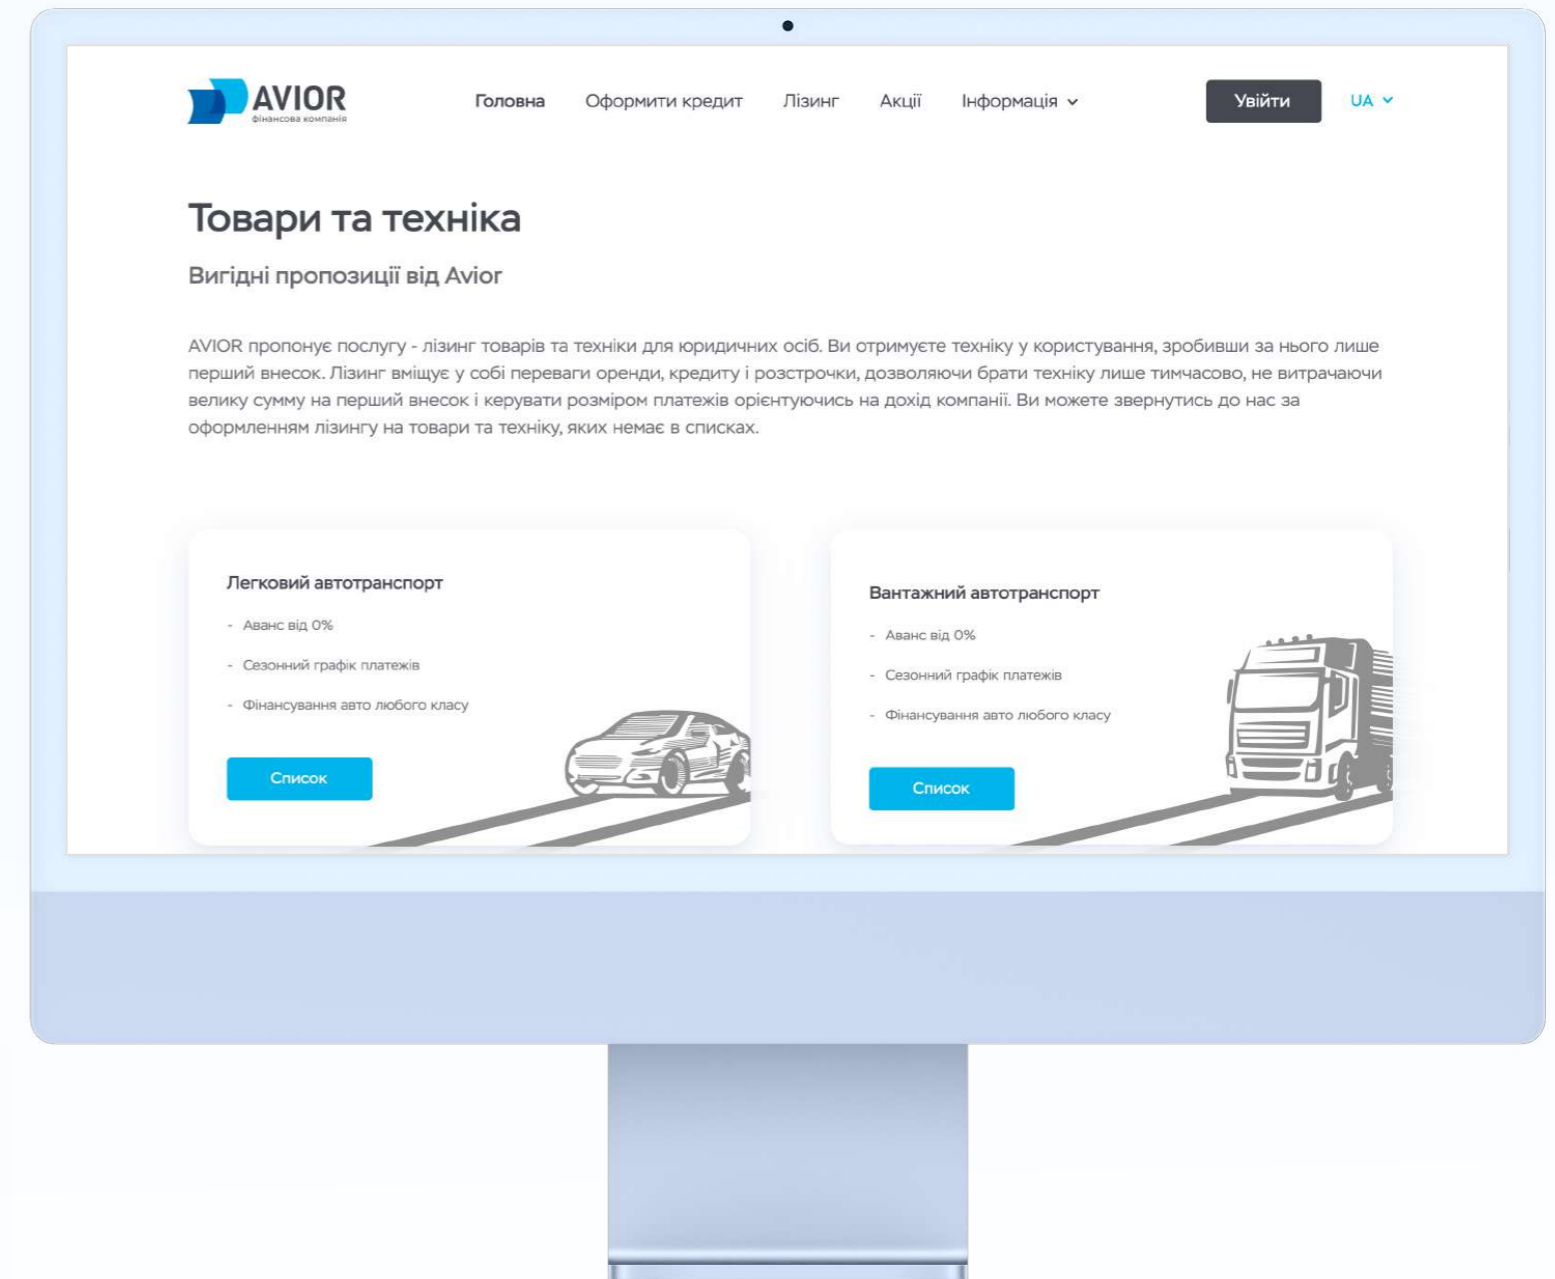 AVIOR
фінансова компанія
Головна
Оформити кредит
Лізинг
Акції
Інформація
Увійти
UA
Товари та техніка
Вигідні пропозиції від Avior
AVIOR пропонує послугу - лізинг товарів та техніки для юридичних осіб. Ви отримуєте техніку у користування, зробивши за нього лише
перший внесок. Лізинг вміщує у собі переваги оренди, кредиту і розстрочки, дозволяючи брати техніку лише тимчасово, не витрачаючи
велику сумму на перший внесок і керувати розміром платежів орієнтуючись на дохід компанії. Ви можете звернутись до нас за
оформленням лізингу на товари та техніку, яких немає в списках.
Легковий автотранспорт
- Аванс від 0%
- Сезонний графік платежів
- Фінансування авто любого класу
Список
Вантажний автотранспорт
- Аванс від 0%
- Сезонний графік платежів
- Фінансування авто любого класу
Список